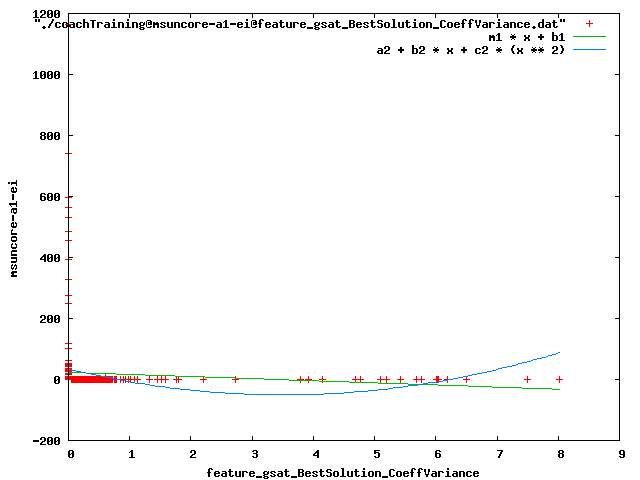 "./coachTraining@msuncore-a1-ei@feature_gsat_BestSolution_CoeffVariance.dat"
m1 * x + b1
a2 + b2 * x + c2 * (x ** 2)
1200
1000
800
600
400
200
0
-200
msuncore-a1-ei
0 1 2 3 4 5 6 7 8 9
feature_gsat_BestSolution_CoeffVariance